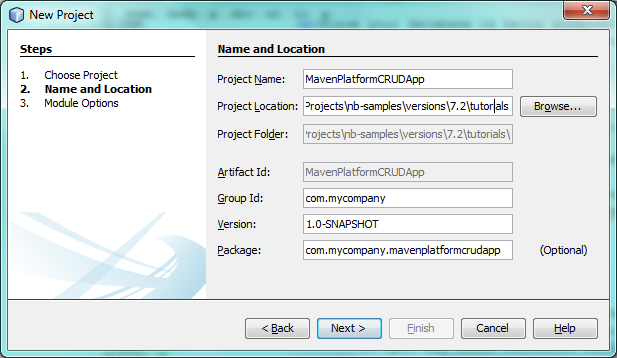 New Project
Steps
1. Choose Project
2. Name and Location
3. Module Options
Name and Location
Project Name: MavenPlatformCRUDApp
Project Location: Projects\nb-samples\versions\7.2\tutorials Browse...
Project Folder: rojects\nb-samples\versions\7.2\tutorials\
Artifact Id: MavenPlatformCRUDApp
Group Id: com.mycompany
Version: 1.0-SNAPSHOT
Package: com.mycompany.mavenplatformcrudapp (Optional)
< Back Next > Finish Cancel Help